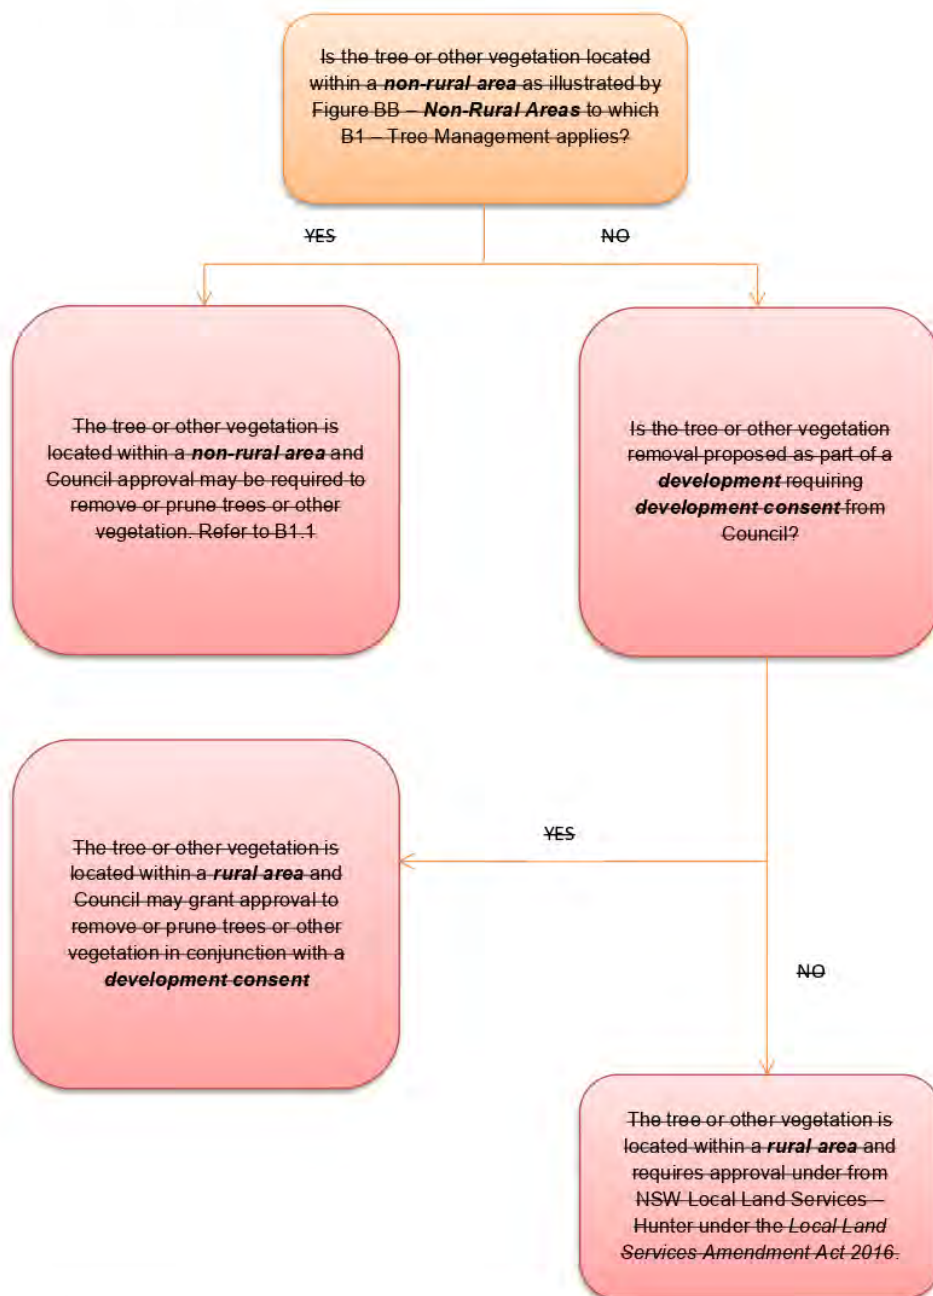 Is the tree or other vegetation located
within a non-rural area as illustrated by
Figure BB – Non-Rural Areas to which
B1 – Tree Management applies?
YES
NO
The tree or other vegetation is
located within a non-rural area and
Council approval may be required to
remove or prune trees or other
vegetation. Refer to B1.1
Is the tree or other vegetation
removal proposed as part of a
development requiring
development consent from
Council?
YES
The tree or other vegetation is
located within a rural area and
Council may grant approval to
remove or prune trees or other
vegetation in conjunction with a
development consent
NO
The tree or other vegetation is
located within a rural area and
requires approval under from
NSW Local Land Services –
Hunter under the Local Land
Services Amendment Act 2016.